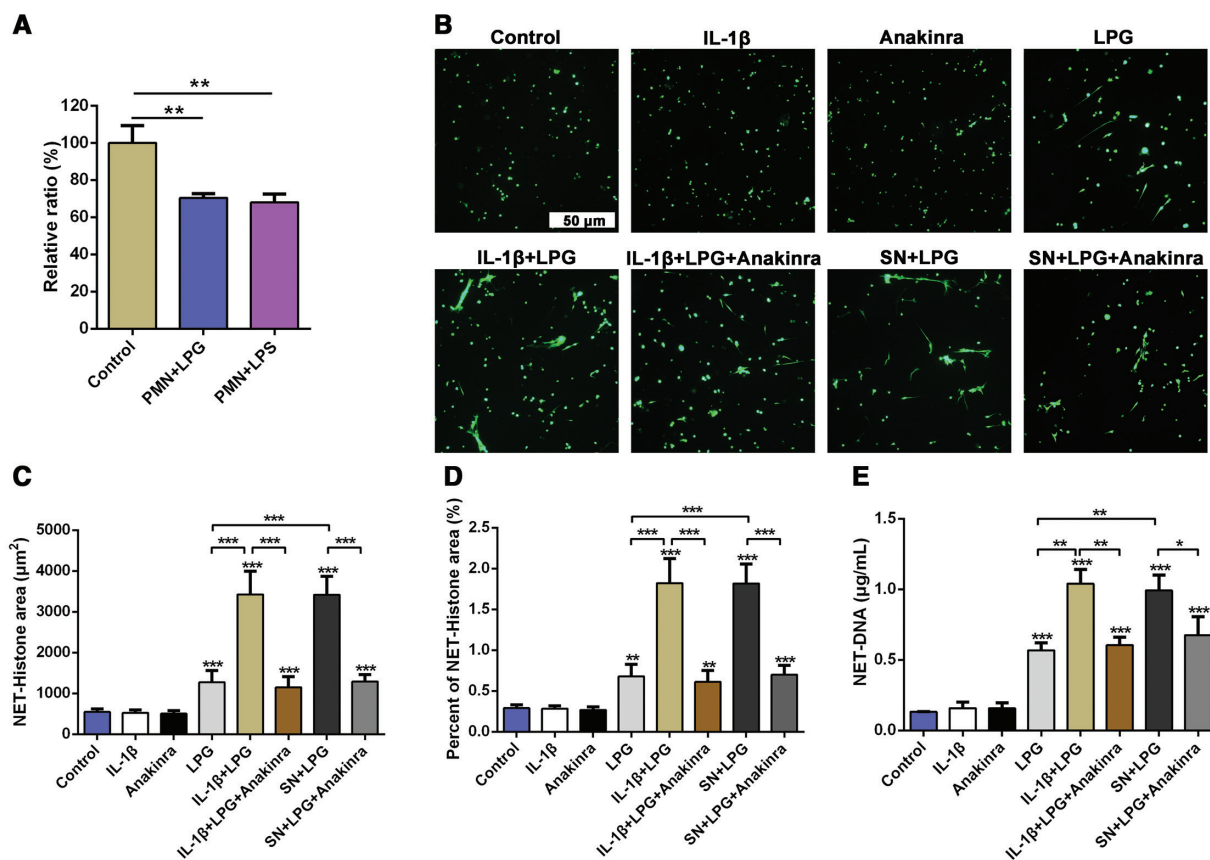 A
Relative ratio (%)
120
100
80
60
40
20
0
**
**
Control
PMN+LPG
PMN+LPS
B
Control
IL-1β
Anakinra
LPG
50 μm
IL-1β+LPG
IL-1β+LPG+Anakinra
SN+LPG
SN+LPG+Anakinra
C
NET-Histone area (μm²)
5000
4000
3000
2000
1000
0
***
*** *** ***
*** ***
*** *** ***
Control
IL-1β
Anakinra
LPG
IL-1β+LPG
IL-1β+LPG+Anakinra
SN+LPG
SN+LPG+Anakinra
D
Percent of NET-Histone area (%)
2.5
2.0
1.5
1.0
0.5
0.0
***
*** *** ***
*** ***
** ** ***
Control
IL-1β
Anakinra
LPG
IL-1β+LPG
IL-1β+LPG+Anakinra
SN+LPG
SN+LPG+Anakinra
E
NET-DNA (μg/mL)
1.5
1.0
0.5
0.0
**
** ** *
*** ***
*** *** ***
Control
IL-1β
Anakinra
LPG
IL-1β+LPG
IL-1β+LPG+Anakinra
SN+LPG
SN+LPG+Anakinra